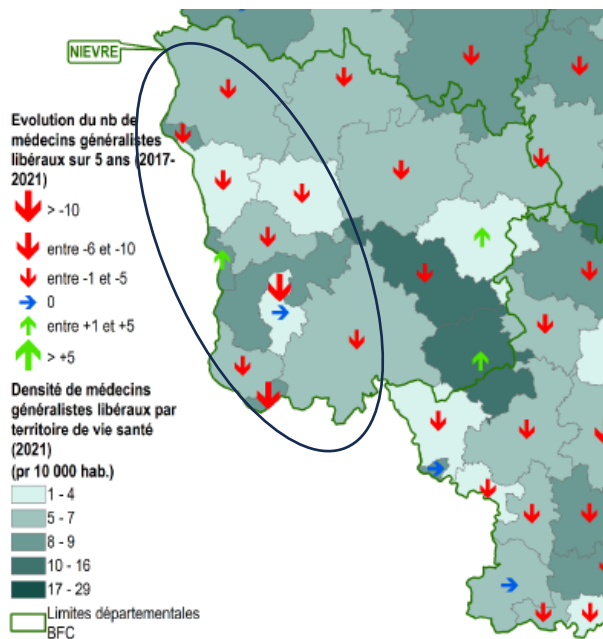 NIEVRE
Evolution du nb de
médecins généralistes
libéraux sur 5 ans (2017-
2021)
> -10
entre -6 et -10
entre -1 et -5
0
entre +1 et +5
> +5
Densité de médecins
généralistes libéraux par
territoire de vie santé
(2021)
(pr 10 000 hab.)
1 - 4
5 - 7
8 - 9
10 - 16
17 - 29
Limites départementales
BFC